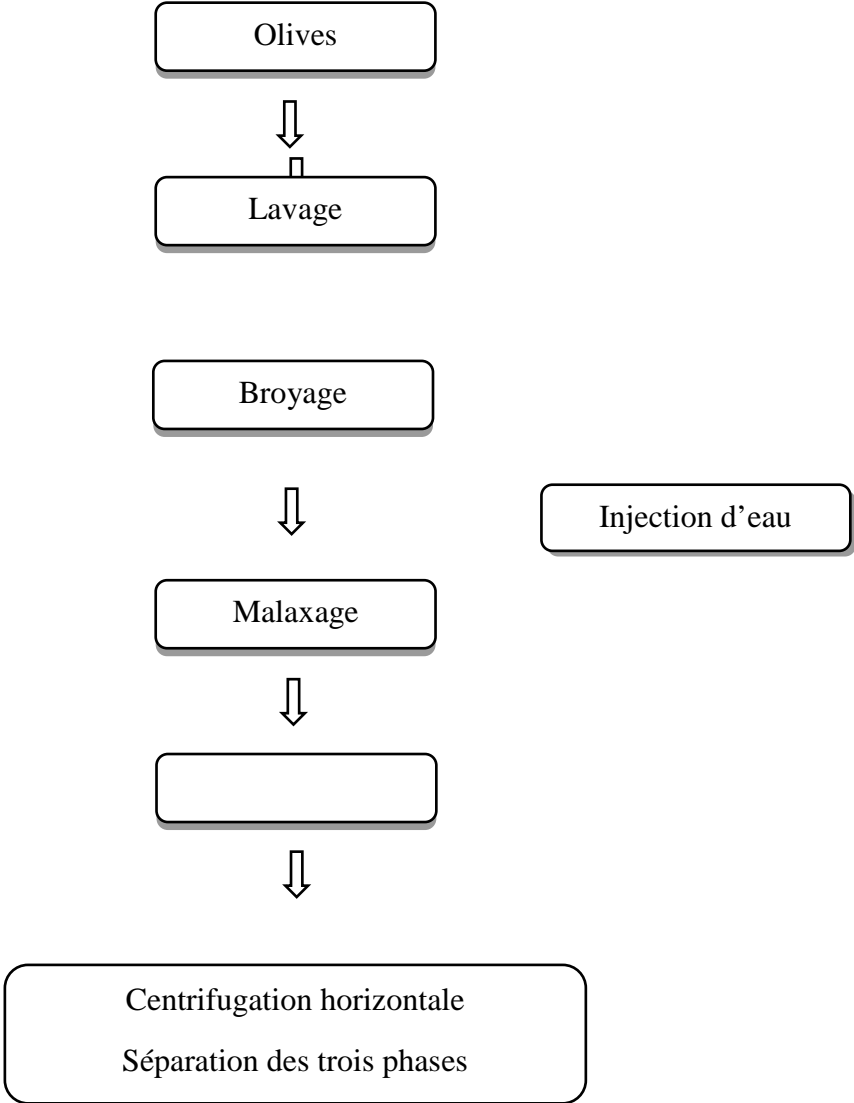 Olives
Lavage
Broyage
Injection d’eau
Malaxage
Centrifugation horizontale
Séparation des trois phases